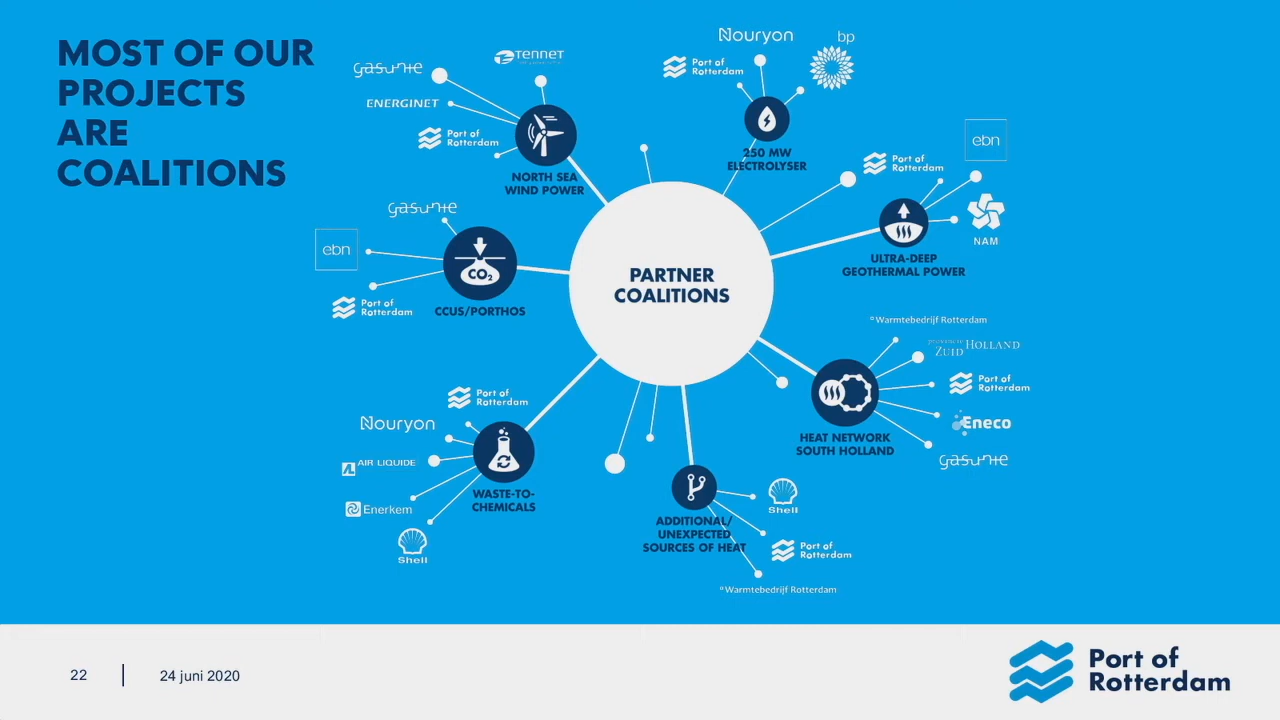 MOST OF OUR
PROJECTS
ARE
COALITIONS
gasunie
TENNET
ENERGINET
Port of
Rotterdam
NORTH SEA
WIND POWER
Nouryon
bp
Port of
Rotterdam
250 MW
ELECTROLYSER
Port of
Rotterdam
ebn
NAM
ULTRA-DEEP
GEOTHERMAL POWER
gasunie
ebn
Port of
Rotterdam
CO2
CCUS/PORTHOS
PARTNER
COALITIONS
Warmtebedrijf Rotterdam
provincie
ZUID HOLLAND
Port of
Rotterdam
Eneco
gasunie
HEAT NETWORK
SOUTH HOLLAND
Port of
Rotterdam
Nouryon
AIR LIQUIDE
Enerkem
Shell
WASTE-TO-
CHEMICALS
Shell
Port of
Rotterdam
Warmtebedrijf Rotterdam
ADDITIONAL/
UNEXPECTED
SOURCES OF HEAT
22
24 juni 2020
Port of
Rotterdam